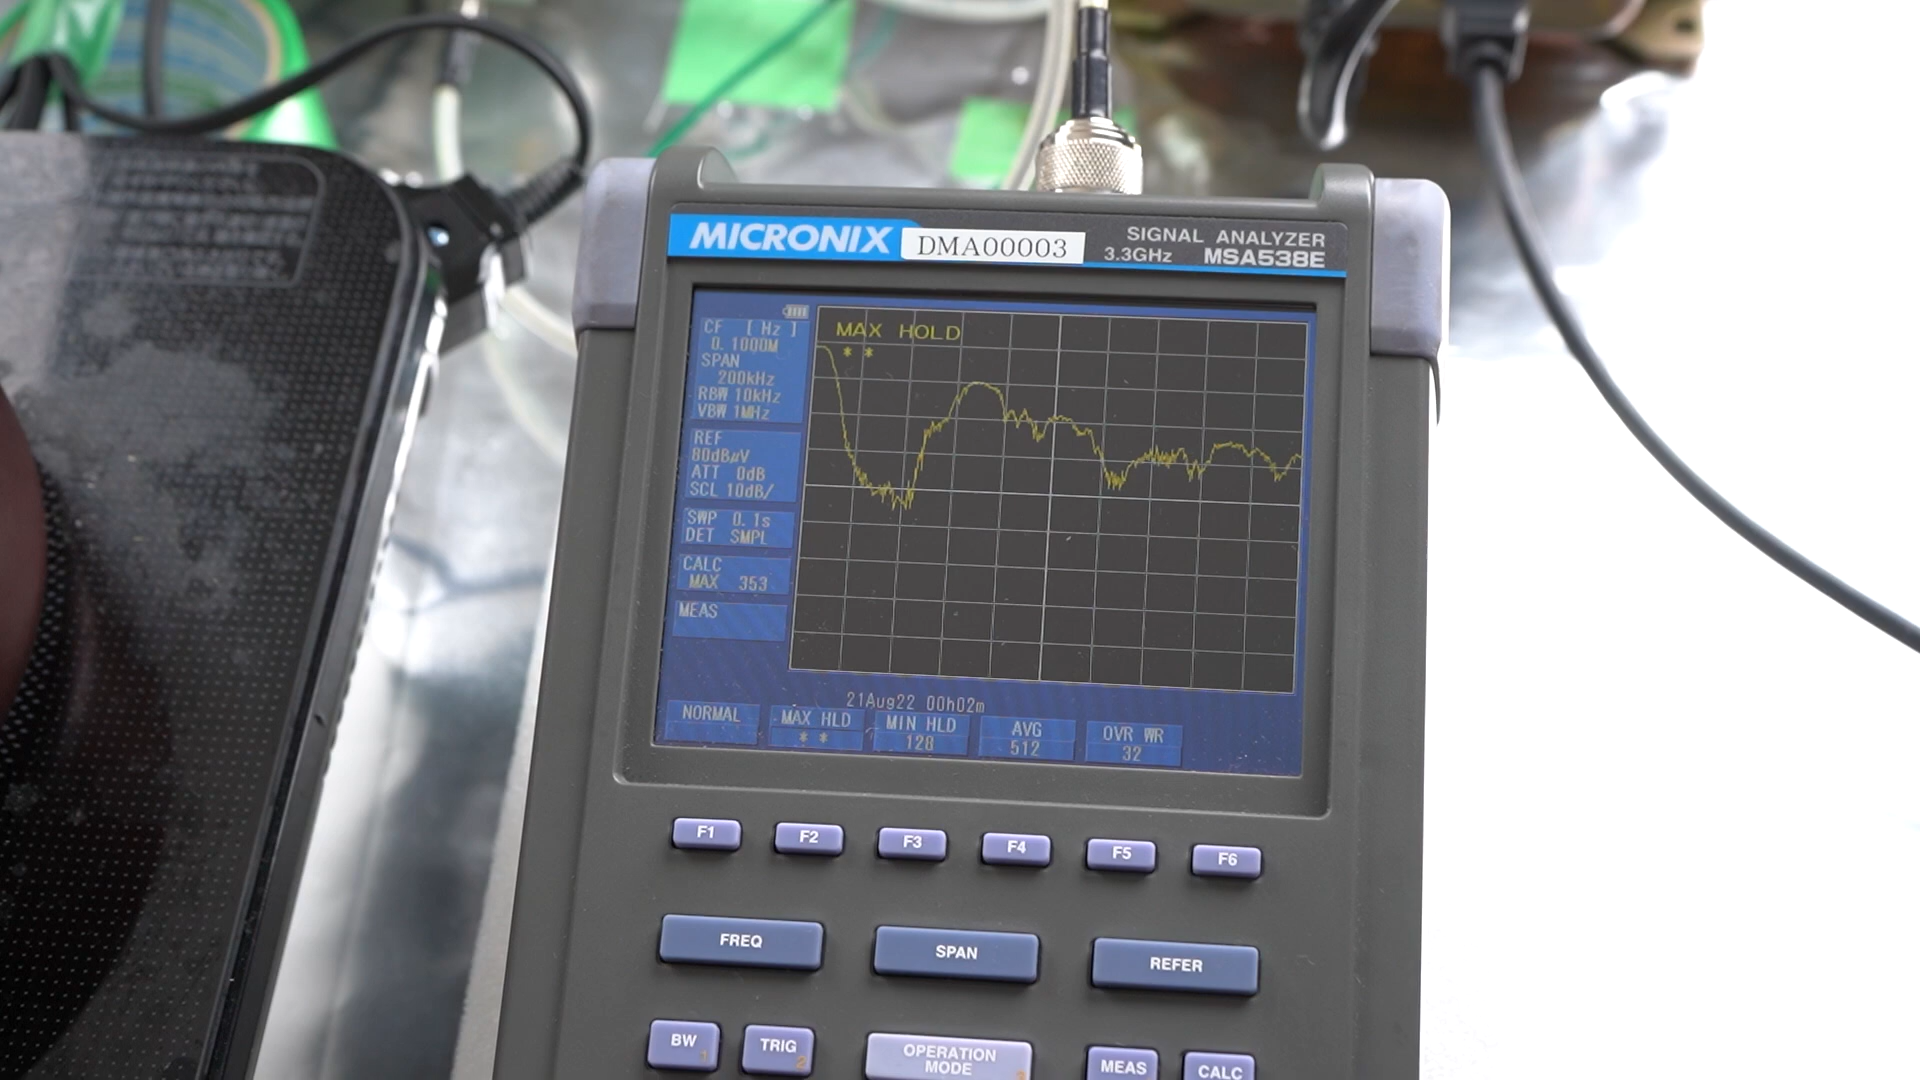 MICRONIX
DMA00003
SIGNAL ANALYZER
3.3GHz MSA538E
CF [Hz]
0.1000M
SPAN
200kHz
RBW 10kHz
VBW 1MHz
REF
80dBμV
ATT 0dB
SCL 10dB/
SWP 0.1s
DET SMPL
CALC
MAX 353
MEAS
MAX HOLD
**
21Aug22 00h02m
NORMAL
MAX HLD
**
MIN HLD
128
AVG
512
OVR WR
32
F1
F2
F3
F4
F5
F6
FREQ
SPAN
REFER
BW
1
TRIG
2
OPERATION
MODE
3
MEAS
CALC